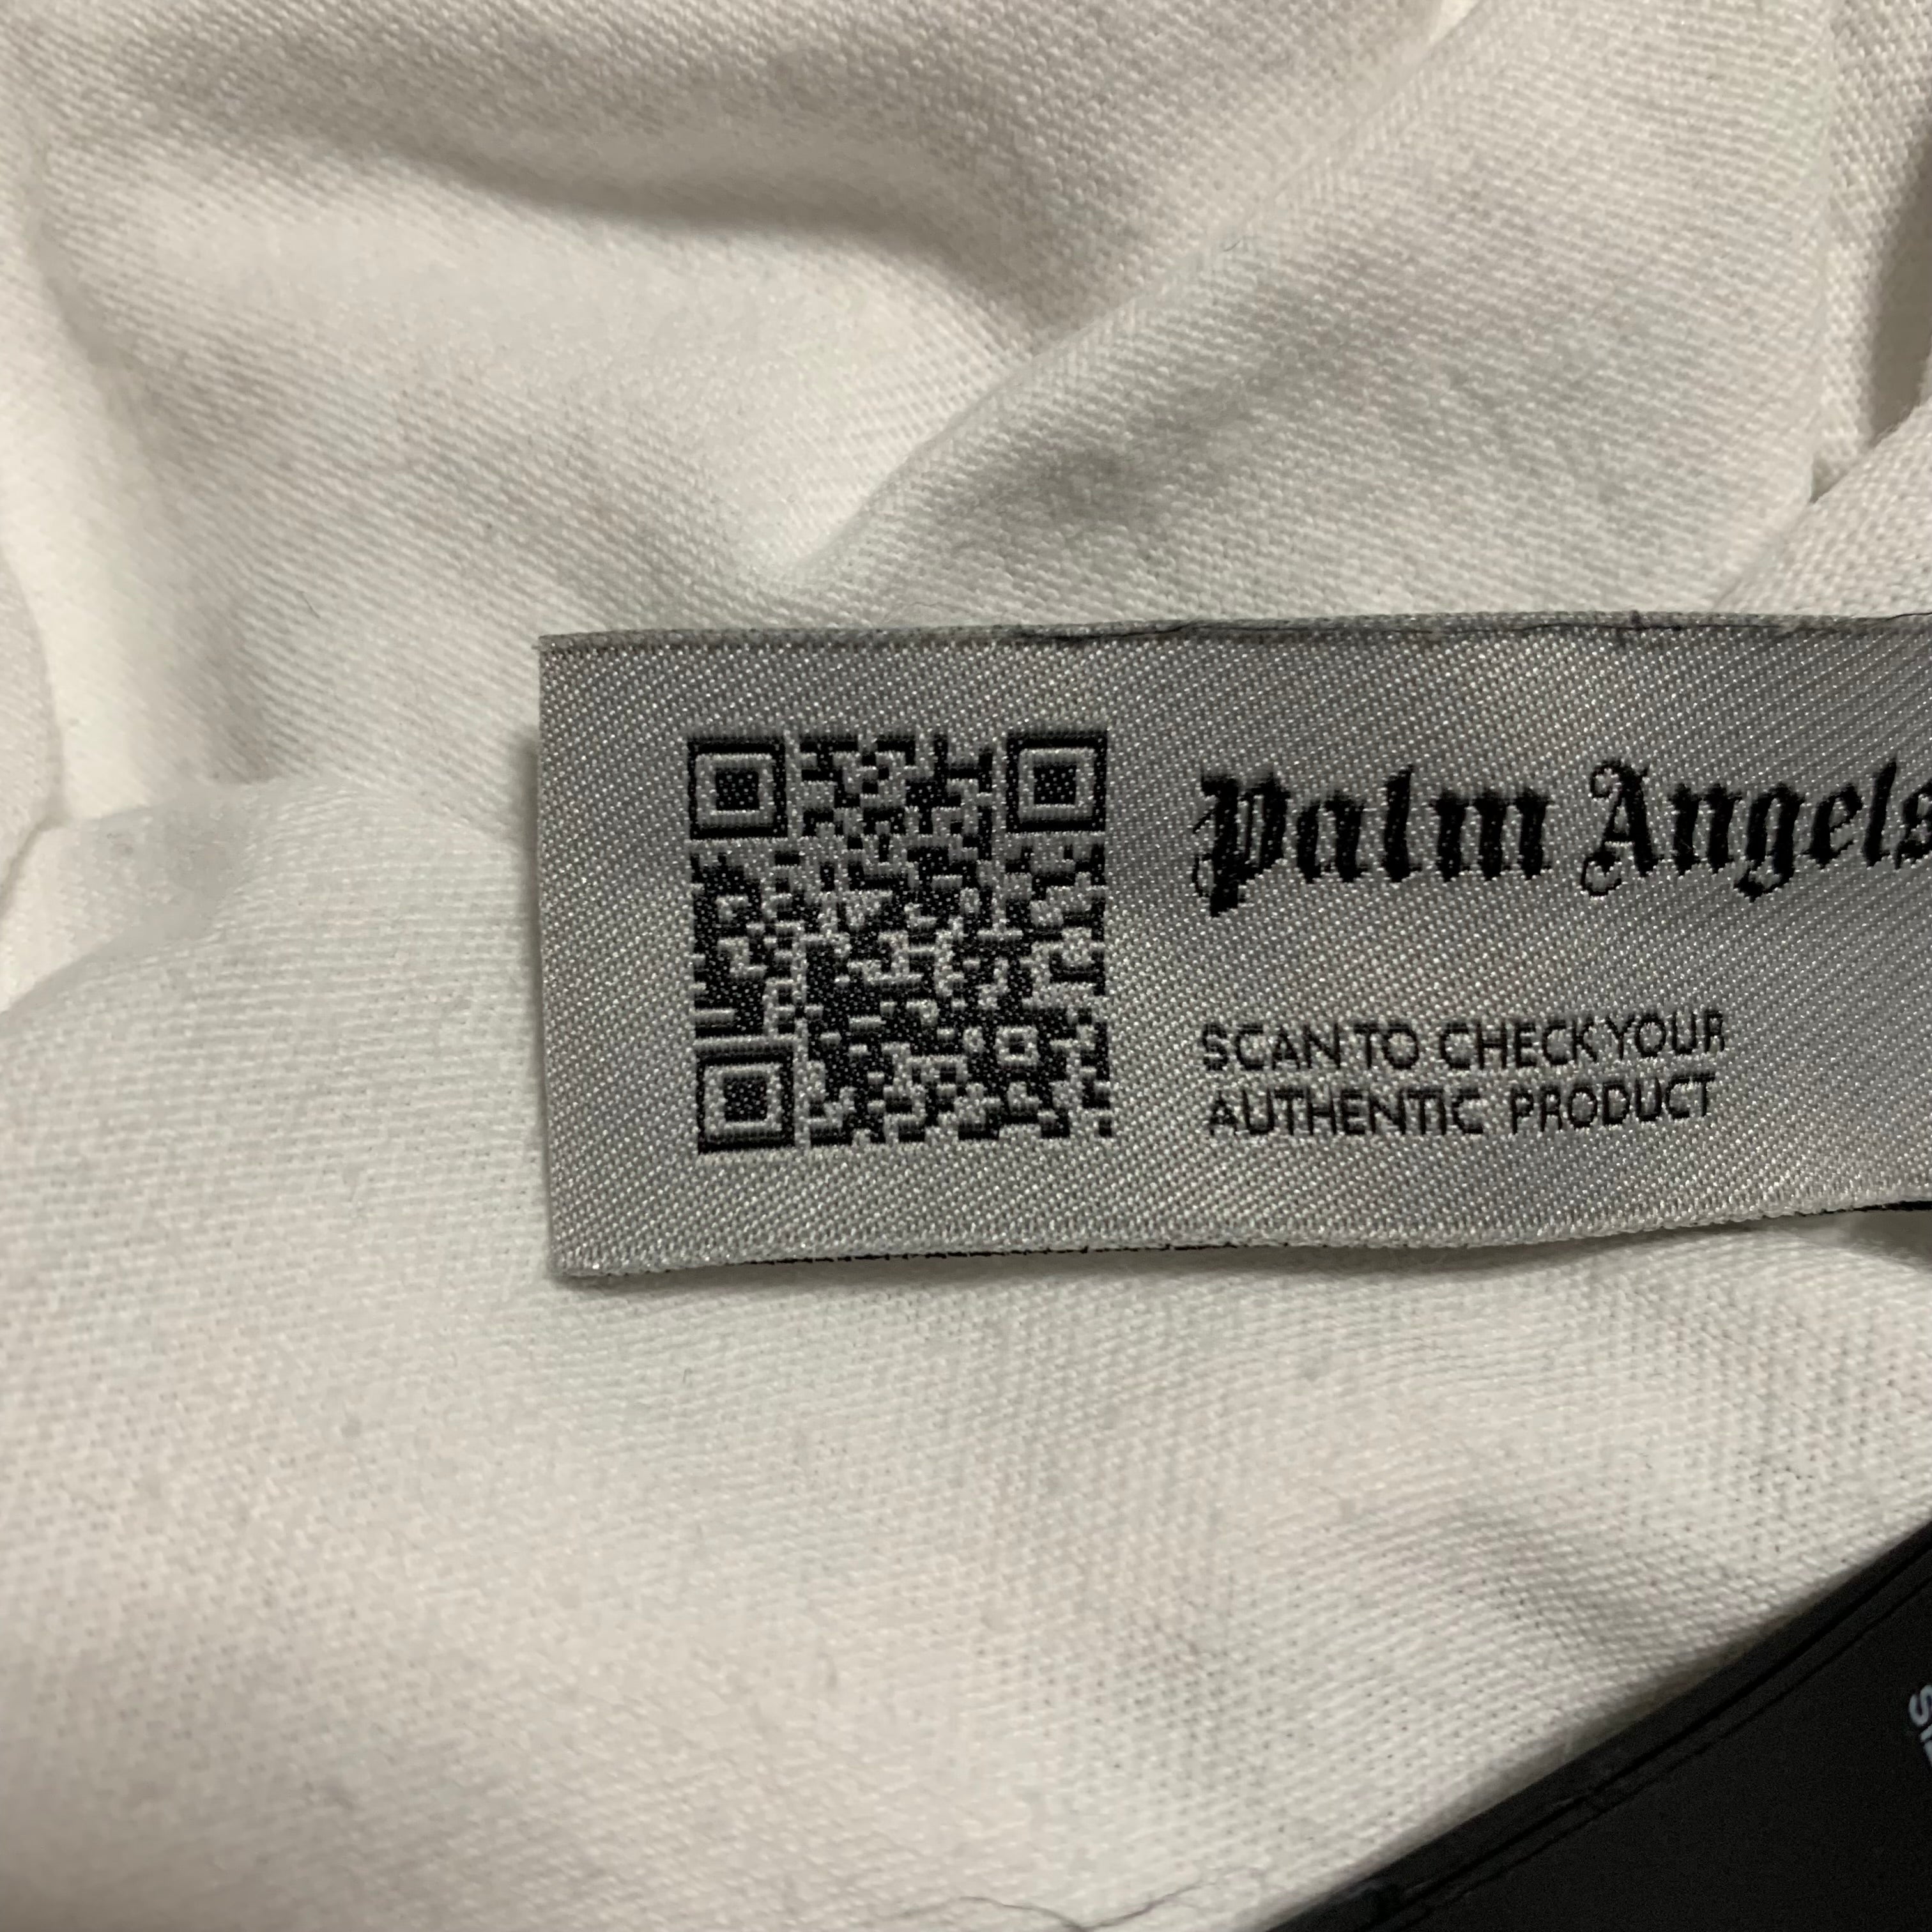 Palm Angels
SCAN TO CHECK YOUR
AUTHENTIC PRODUCT